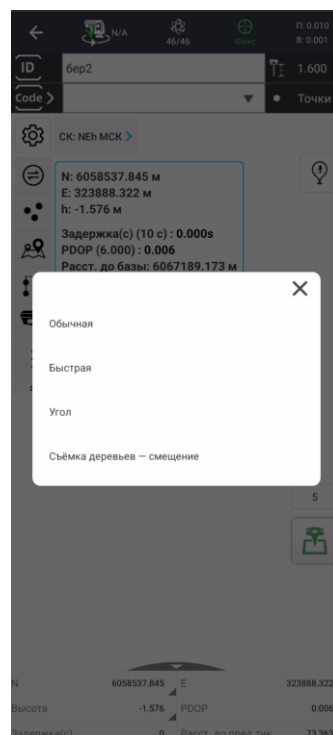 N/A
46/46
Фикс
П: 0.010
В: 0.001
ID
бер2
1.600
Code >
Точки
СК: NEh МСК >
N: 6058537.845 м
E: 323888.322 м
h: -1.576 м
Задержка(с) (10 с) : 0.000s
PDOP (6.000) : 0.006
Расст. до базы: 6067189.173 м
Обычная
Быстрая
Угол
Съёмка деревьев — смещение
5
N 6058537.845 E 323888.322
Высота -1.576 PDOP 0.006
Задержка(с) 0 Расст. до пред.тчк 73.363